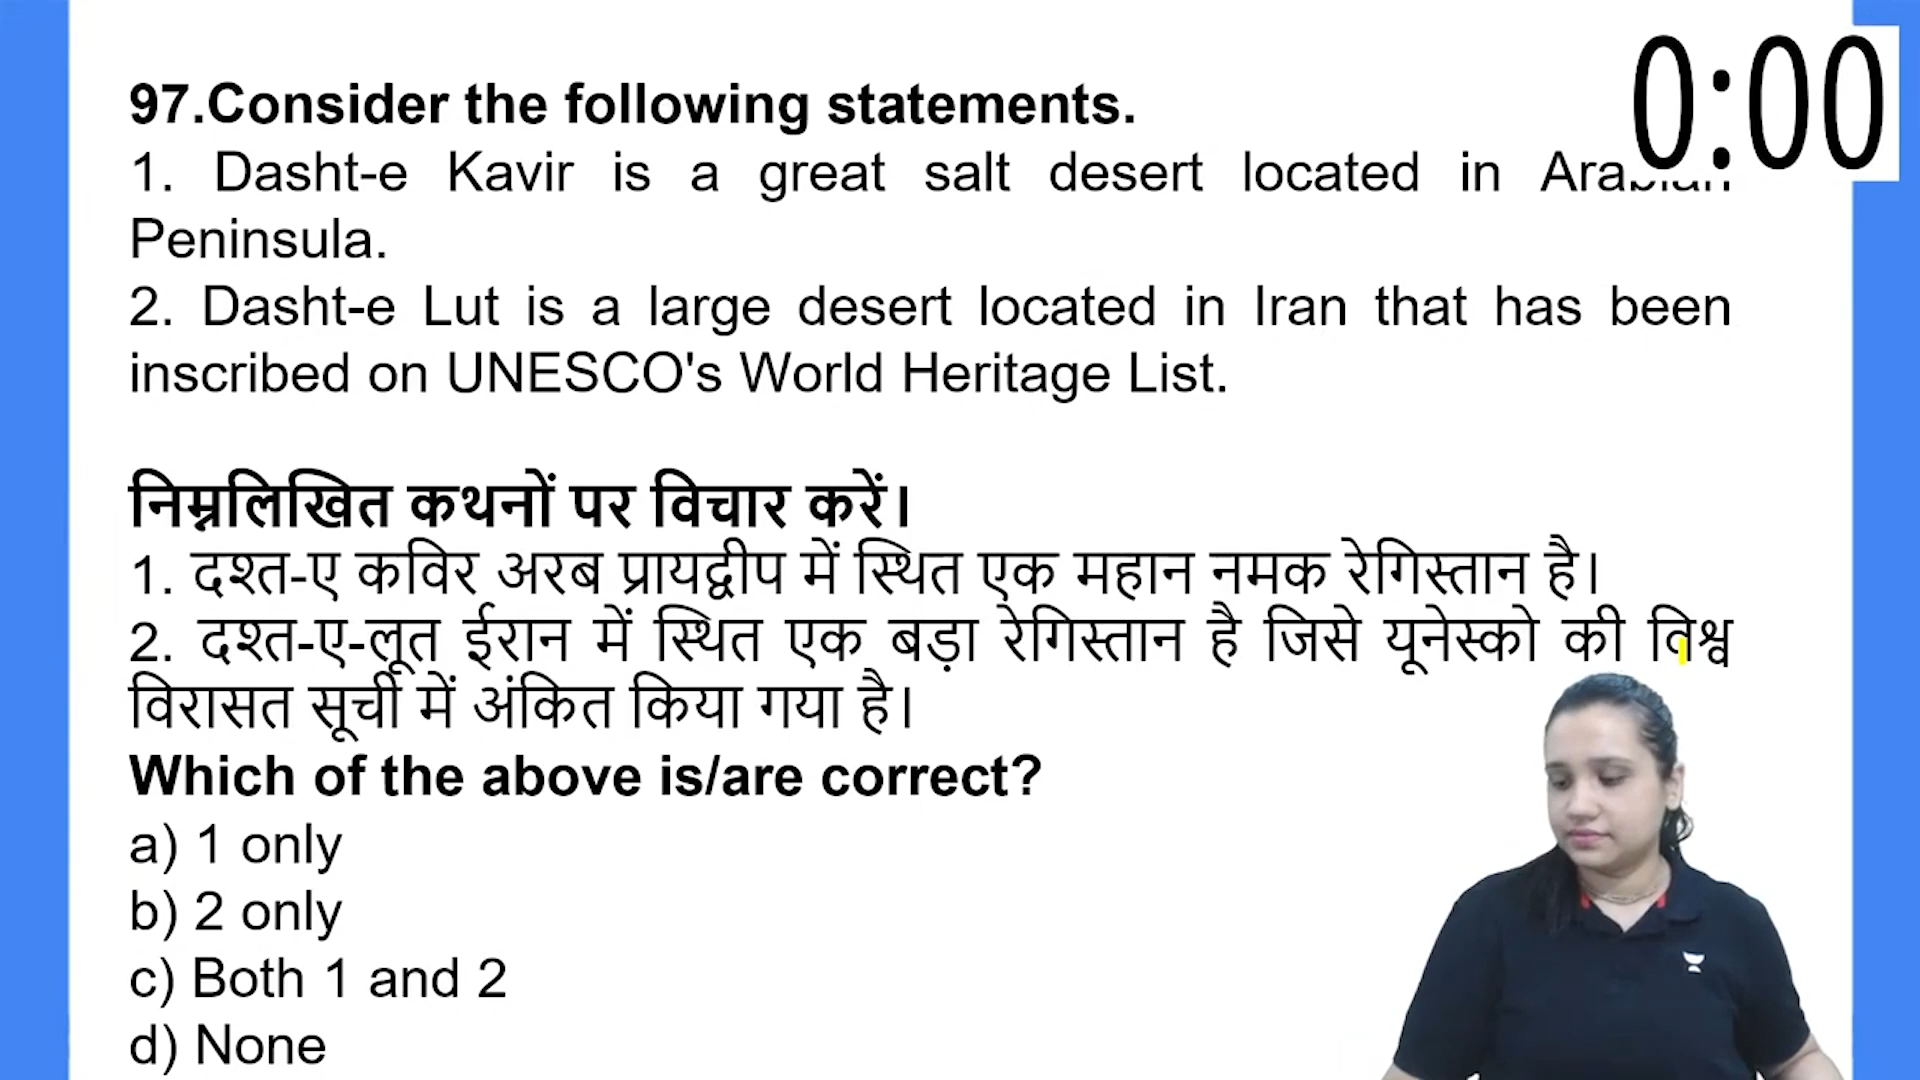 0:00
97.Consider the following statements.
1. Dasht-e Kavir is a great salt desert located in Arabian
Peninsula.
2. Dasht-e Lut is a large desert located in Iran that has been
inscribed on UNESCO's World Heritage List.
निम्नलिखित कथनों पर विचार करें।
1. दश्त-ए कविर अरब प्रायद्वीप में स्थित एक महान नमक रेगिस्तान है।
2. दश्त-ए-लूत ईरान में स्थित एक बड़ा रेगिस्तान है जिसे यूनेस्को की विश्व
विरासत सूची में अंकित किया गया है।
Which of the above is/are correct?
a) 1 only
b) 2 only
c) Both 1 and 2
d) None